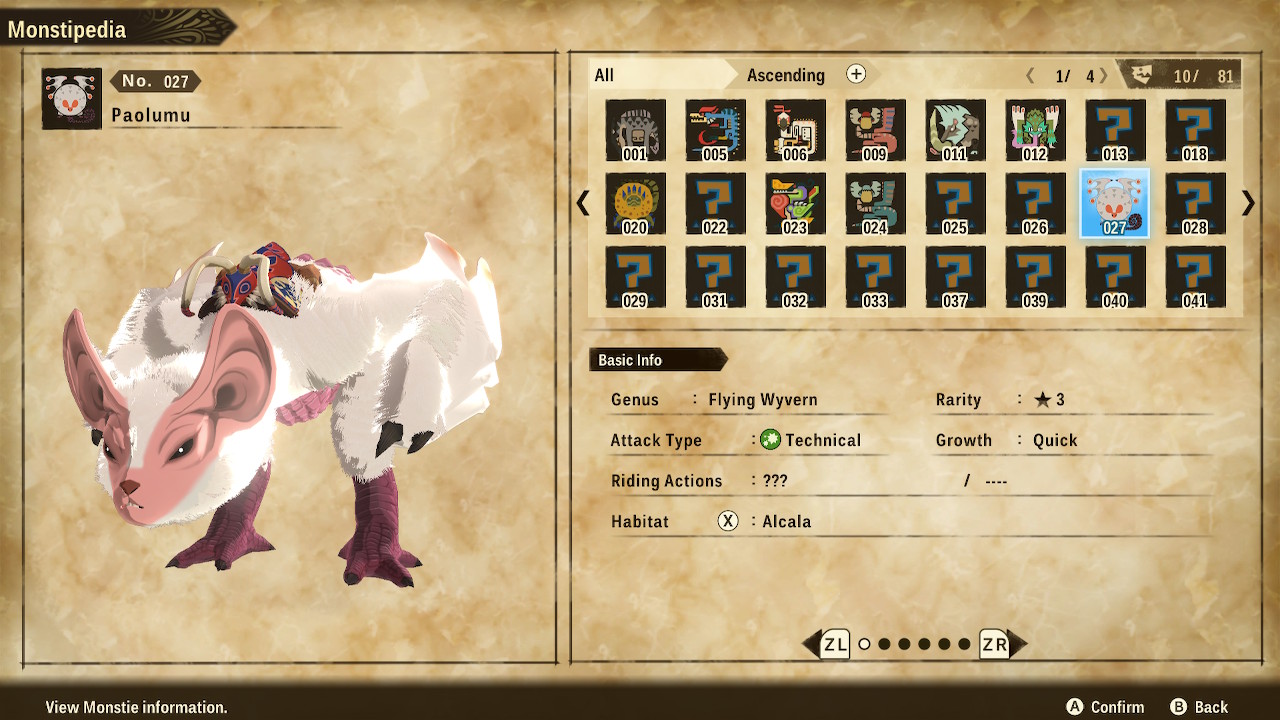 Monstipedia
No. 027
Paolumu
All
Ascending
1/ 4
10/ 81
001 005 006 009 011 012 013 018
020 022 023 024 025 026 027 028
029 031 032 033 037 039 040 041
Basic Info
Genus : Flying Wyvern
Rarity : ★ 3
Attack Type : Technical
Growth : Quick
Riding Actions : ??? / ----
Habitat X : Alcala
ZL ZR
View Monstie information.
A Confirm B Back